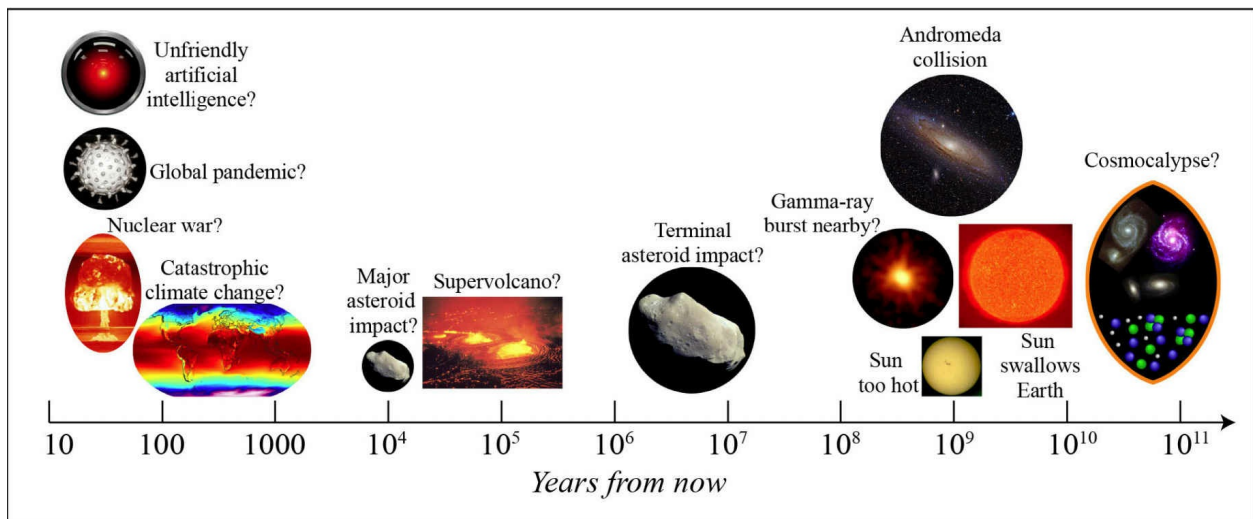 Unfriendly
artificial
intelligence?
Global pandemic?
Nuclear war?
Catastrophic
climate change?
Major
asteroid
impact?
Supervolcano?
Terminal
asteroid impact?
Andromeda
collision
Gamma-ray
burst nearby?
Sun
too hot
Sun
swallows
Earth
Cosmocalypse?
10 100 1000 10⁴ 10⁵ 10⁶ 10⁷ 10⁸ 10⁹ 10¹⁰ 10¹¹
Years from now